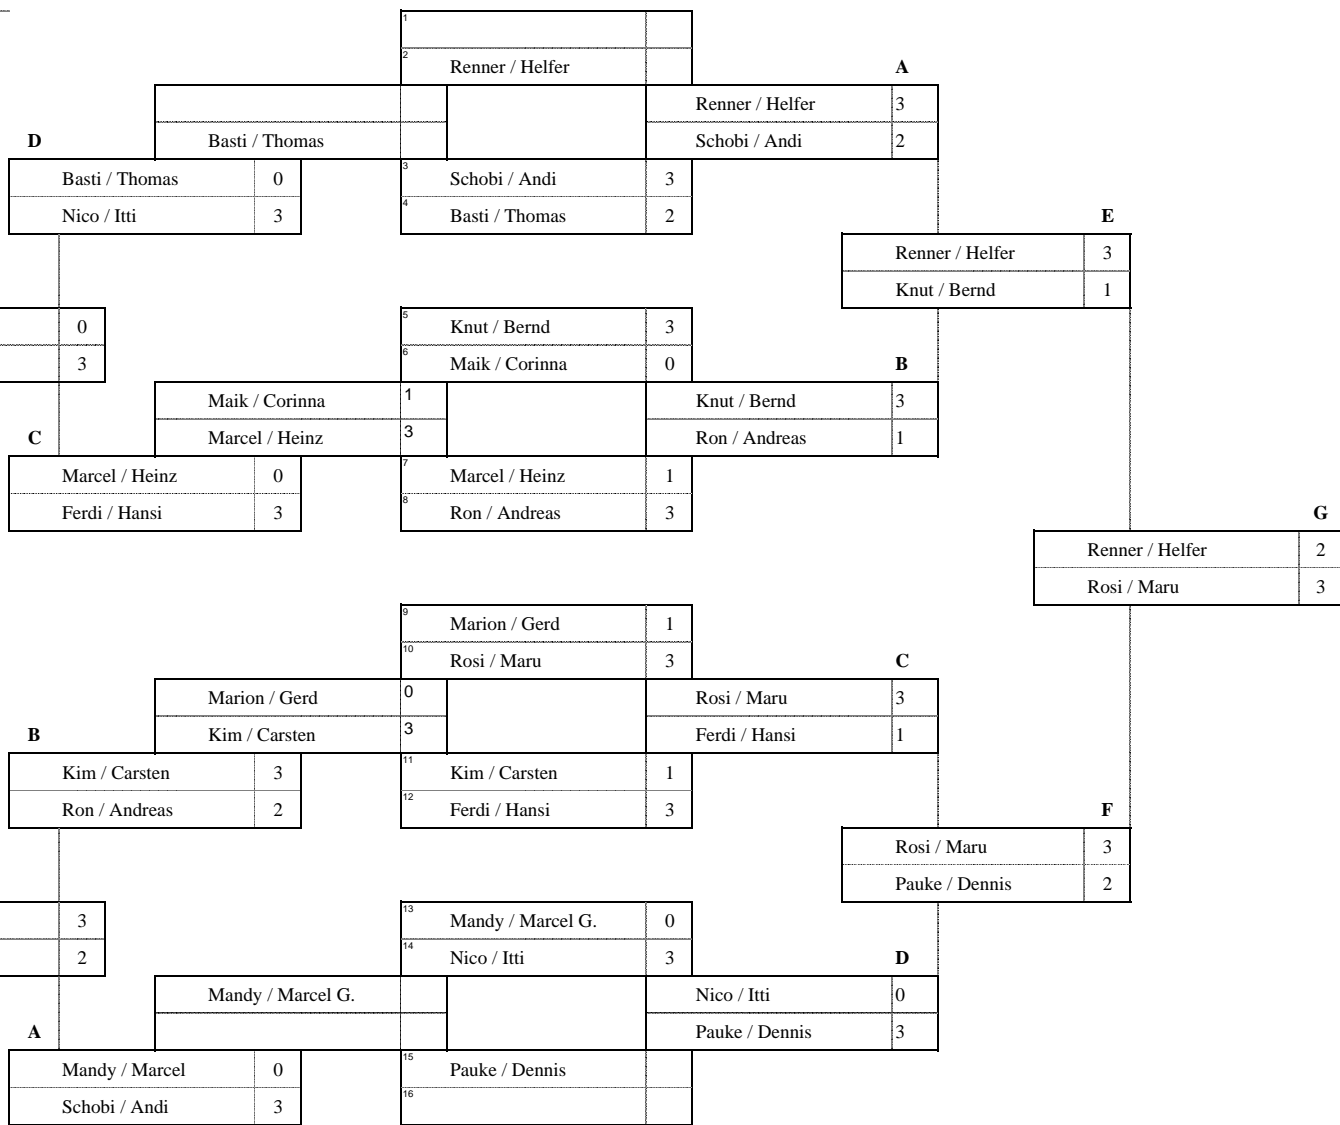 1
2 Renner / Helfer A
Renner / Helfer 3
D Basti / Thomas Schobi / Andi 2
Basti / Thomas 0 3 Schobi / Andi 3
Nico / Itti 3 4 Basti / Thomas 2 E
Renner / Helfer 3
Knut / Bernd 1
0 5 Knut / Bernd 3
3 6 Maik / Corinna 0 B
Maik / Corinna 1 Knut / Bernd 3
C Marcel / Heinz 3 Ron / Andreas 1
Marcel / Heinz 0 7 Marcel / Heinz 1
Ferdi / Hansi 3 8 Ron / Andreas 3 G
Renner / Helfer 2
Rosi / Maru 3
9 Marion / Gerd 1
10 Rosi / Maru 3 C
Marion / Gerd 0 Rosi / Maru 3
B Kim / Carsten 3 Ferdi / Hansi 1
Kim / Carsten 3 11 Kim / Carsten 1
Ron / Andreas 2 12 Ferdi / Hansi 3 F
Rosi / Maru 3
Pauke / Dennis 2
3 13 Mandy / Marcel G. 0
2 14 Nico / Itti 3 D
Mandy / Marcel G. Nico / Itti 0
A Pauke / Dennis 3
Mandy / Marcel 0 15 Pauke / Dennis
Schobi / Andi 3 16